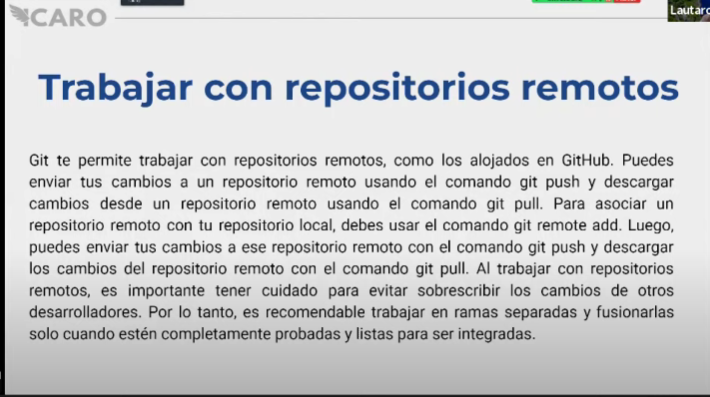 ICARO
Lautaro
Trabajar con repositorios remotos
Git te permite trabajar con repositorios remotos, como los alojados en GitHub. Puedes
enviar tus cambios a un repositorio remoto usando el comando git push y descargar
cambios desde un repositorio remoto usando el comando git pull. Para asociar un
repositorio remoto con tu repositorio local, debes usar el comando git remote add. Luego,
puedes enviar tus cambios a ese repositorio remoto con el comando git push y descargar
los cambios del repositorio remoto con el comando git pull. Al trabajar con repositorios
remotos, es importante tener cuidado para evitar sobrescribir los cambios de otros
desarrolladores. Por lo tanto, es recomendable trabajar en ramas separadas y fusionarlas
solo cuando estén completamente probadas y listas para ser integradas.